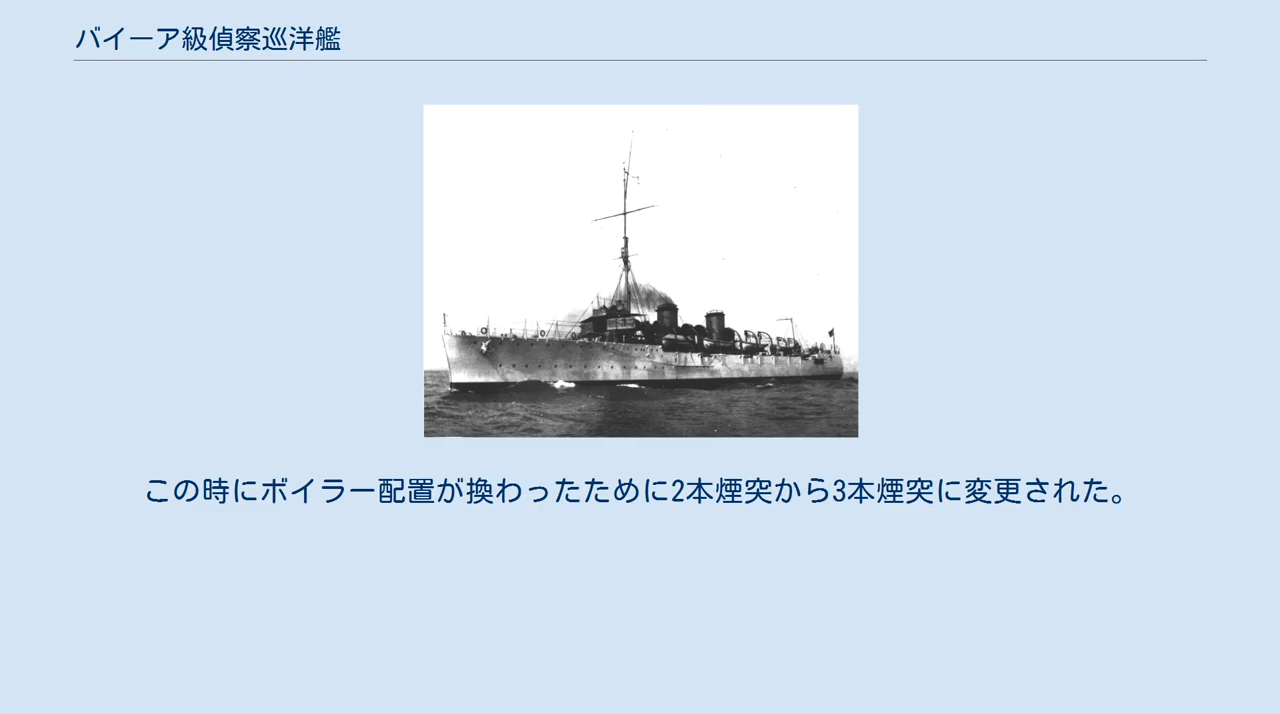 バイーア級偵察巡洋艦
この時にボイラー配置が換わったために2本煙突から3本煙突に変更された。